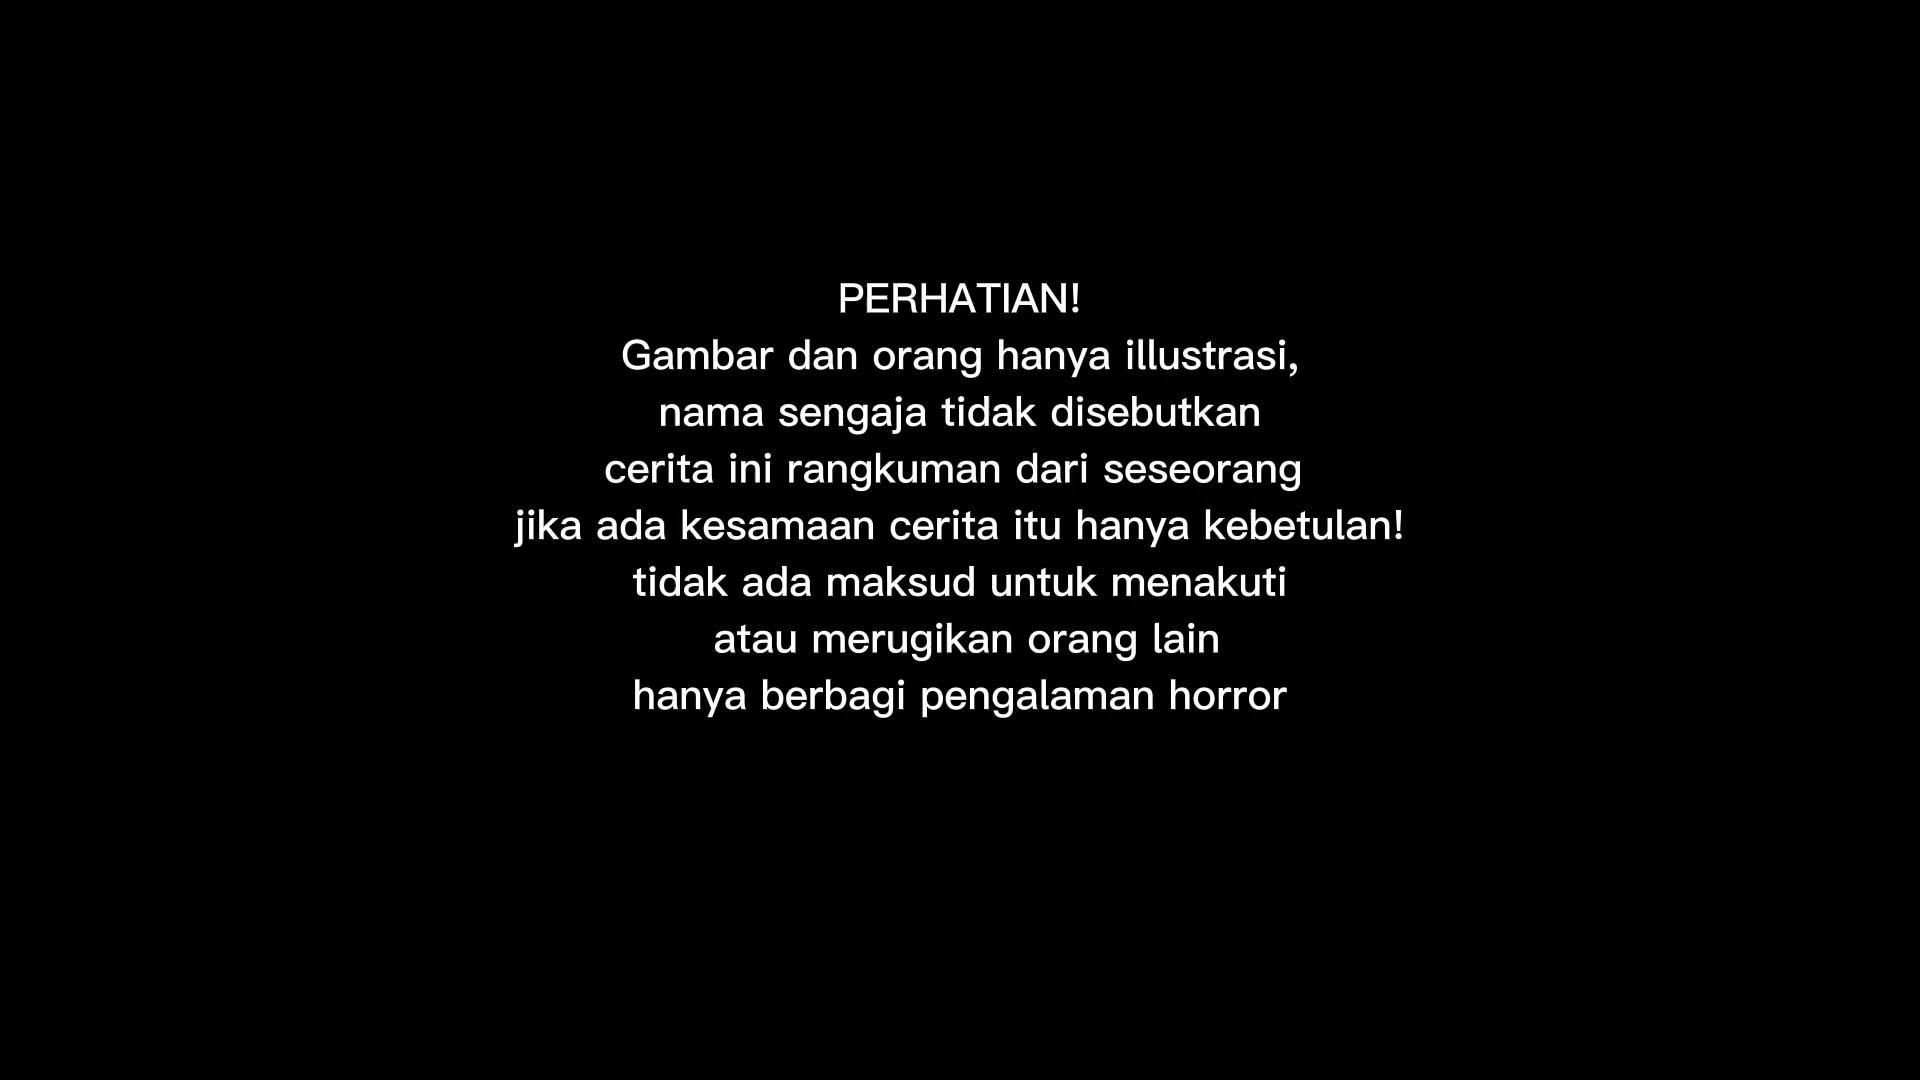 PERHATIAN!
Gambar dan orang hanya illustrasi,
nama sengaja tidak disebutkan
cerita ini rangkuman dari seseorang
jika ada kesamaan cerita itu hanya kebetulan!
tidak ada maksud untuk menakuti
atau merugikan orang lain
hanya berbagi pengalaman horror